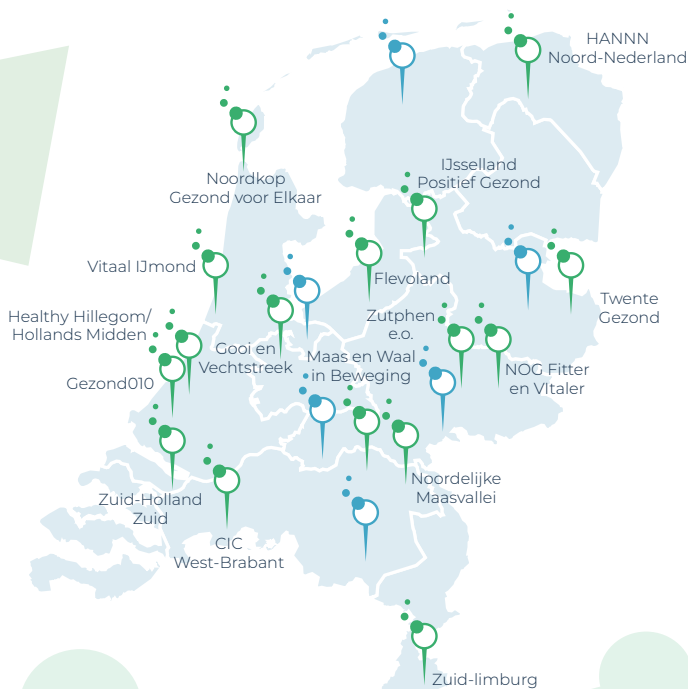 HANNN
Noord-Nederland
IJsselland
Positief Gezond
Noordkop
Gezond voor Elkaar
Vitaal IJmond
Flevoland
Twente
Gezond
Healthy Hillegom/
Hollands Midden
Zutphen
e.o.
Gooi en
Vechtstreek
Maas en Waal
in Beweging
NOG Fitter
en VItaler
Gezond010
Noordelijke
Maasvallei
Zuid-Holland
Zuid
CIC
West-Brabant
Zuid-limburg